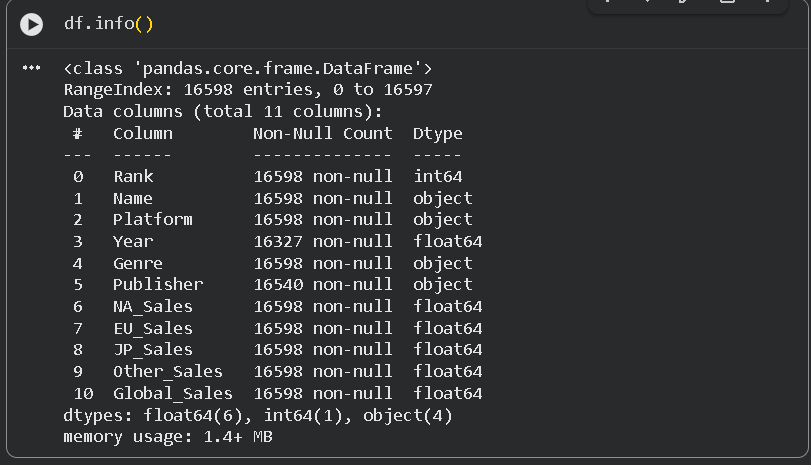 df.info()
<class 'pandas.core.frame.DataFrame'>
RangeIndex: 16598 entries, 0 to 16597
Data columns (total 11 columns):
 #   Column        Non-Null Count  Dtype
---  ------        --------------  -----
 0   Rank          16598 non-null  int64
 1   Name          16598 non-null  object
 2   Platform      16598 non-null  object
 3   Year          16327 non-null  float64
 4   Genre         16598 non-null  object
 5   Publisher     16540 non-null  object
 6   NA_Sales      16598 non-null  float64
 7   EU_Sales      16598 non-null  float64
 8   JP_Sales      16598 non-null  float64
 9   Other_Sales   16598 non-null  float64
 10  Global_Sales  16598 non-null  float64
dtypes: float64(6), int64(1), object(4)
memory usage: 1.4+ MB